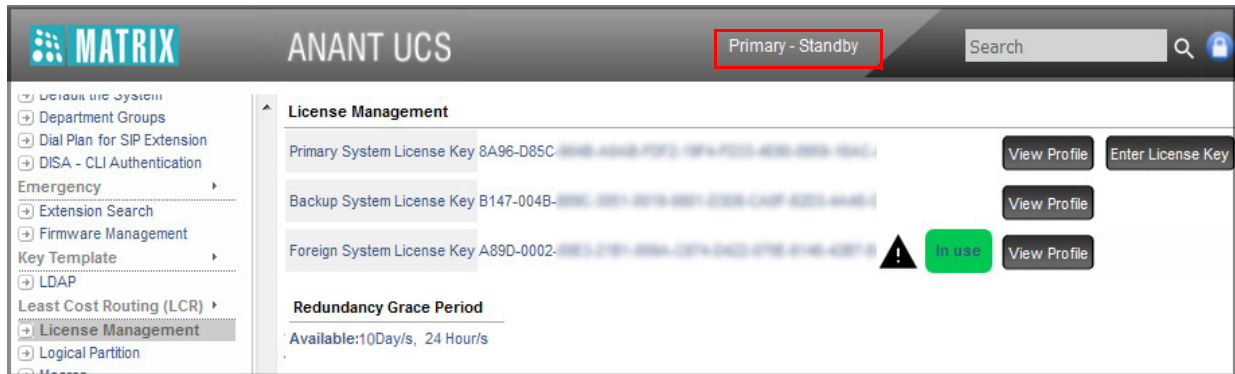 MATRIX
ANANT UCS
Primary - Standby
Search
Default the System
Department Groups
Dial Plan for SIP Extension
DISA - CLI Authentication
Emergency
Extension Search
Firmware Management
Key Template
LDAP
Least Cost Routing (LCR)
License Management
Logical Partition
License Management
Primary System License Key 8A96-D85C-
View Profile
Enter License Key
Backup System License Key B147-004B-
View Profile
Foreign System License Key A89D-0002-
In use
View Profile
Redundancy Grace Period
Available:10Day/s, 24 Hour/s